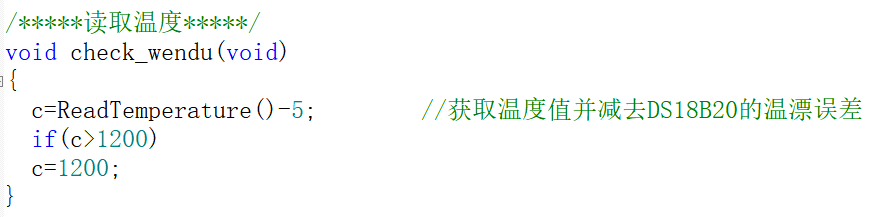 /*****读取温度*****/
void check_wendu(void)
{
c=ReadTemperature()-5; //获取温度值并减去DS18B20的温漂误差
if(c>1200)
c=1200;
}